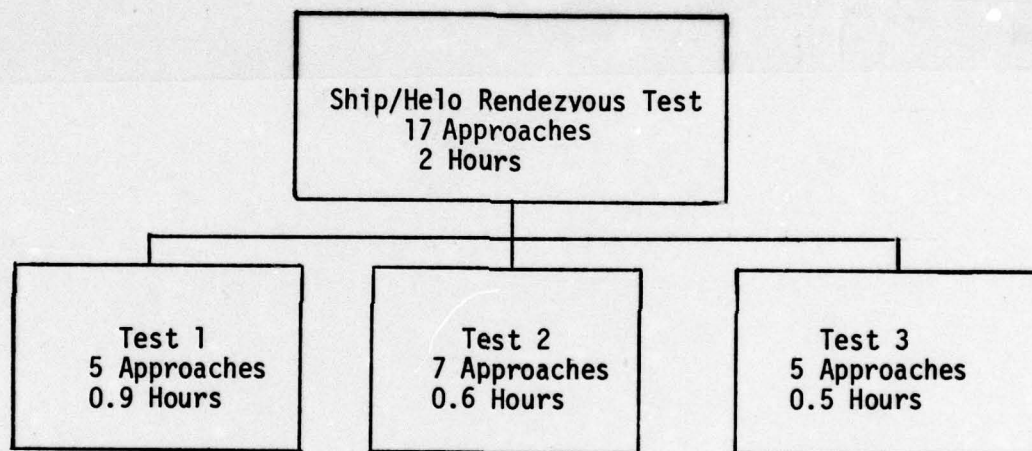 Ship/Helo Rendezvous Test
17 Approaches
2 Hours
Test 1
5 Approaches
0.9 Hours
Test 2
7 Approaches
0.6 Hours
Test 3
5 Approaches
0.5 Hours